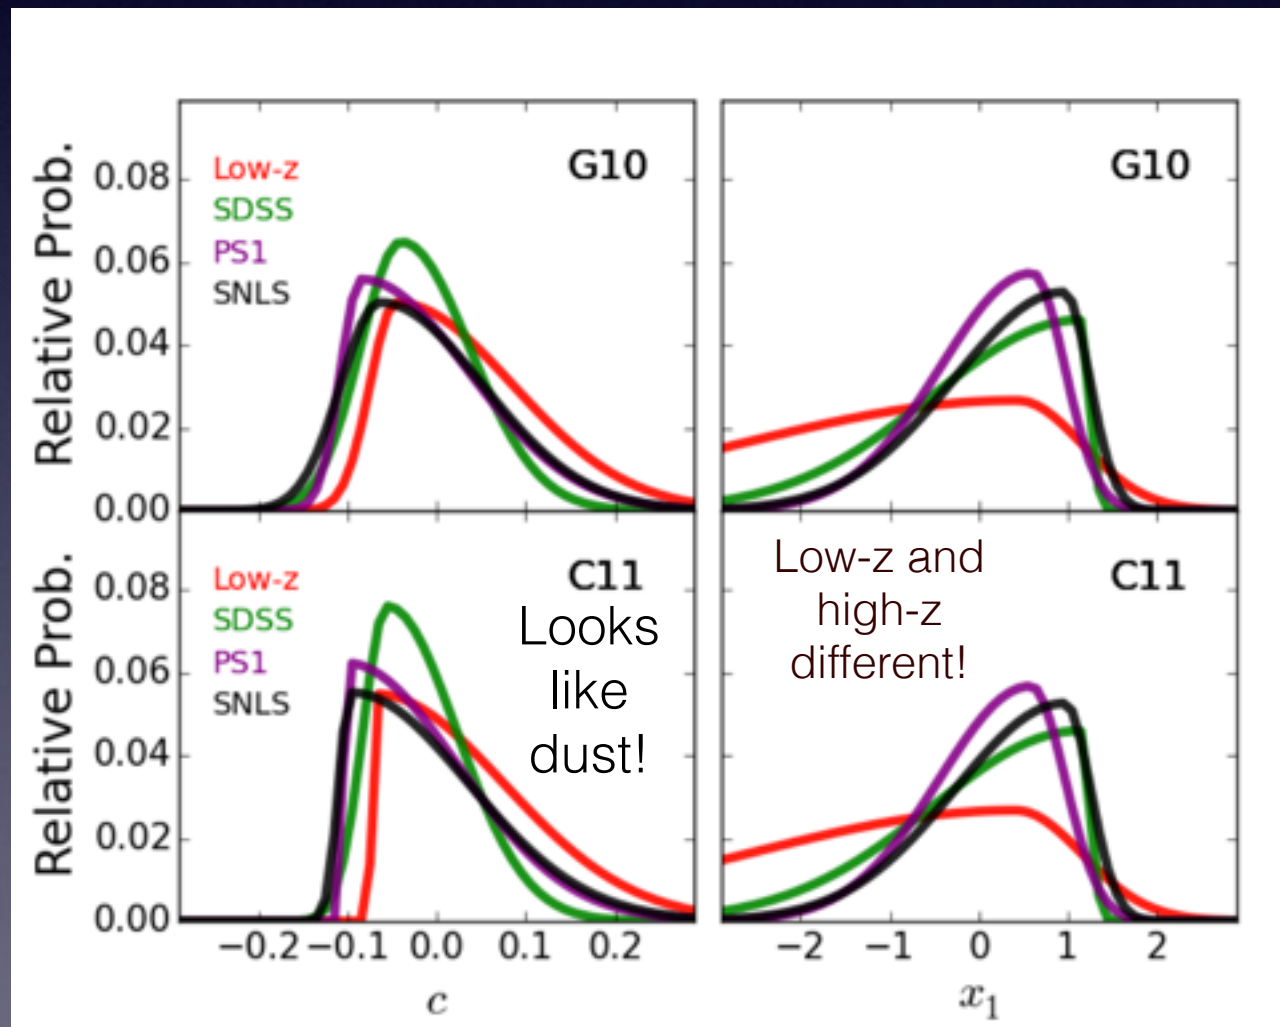 Relative Prob.
0.08
0.06
0.04
0.02
0.00
Low-z
SDSS
PS1
SNLS
G10
G10
Relative Prob.
0.08
0.06
0.04
0.02
0.00
Low-z
SDSS
PS1
SNLS
C11
Looks
like
dust!
Low-z and
high-z
different!
C11
−0.2 −0.1 0.0 0.1 0.2
c
−2 −1 0 1 2
x₁